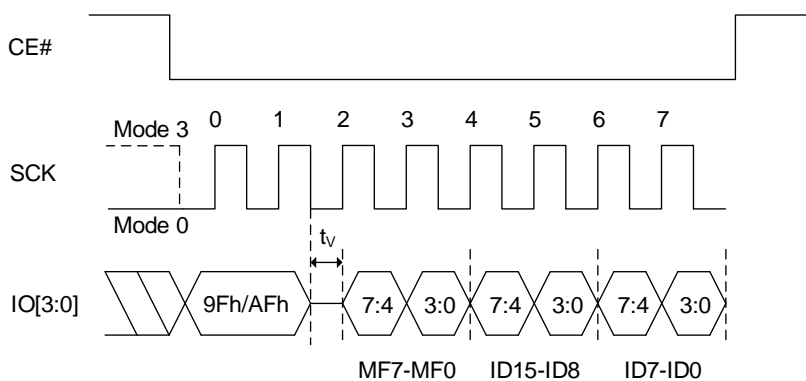 CE#
Mode 3 0 1 2 3 4 5 6 7
SCK
Mode 0
tV
IO[3:0] 9Fh/AFh 7:4 3:0 7:4 3:0 7:4 3:0
MF7-MF0 ID15-ID8 ID7-ID0